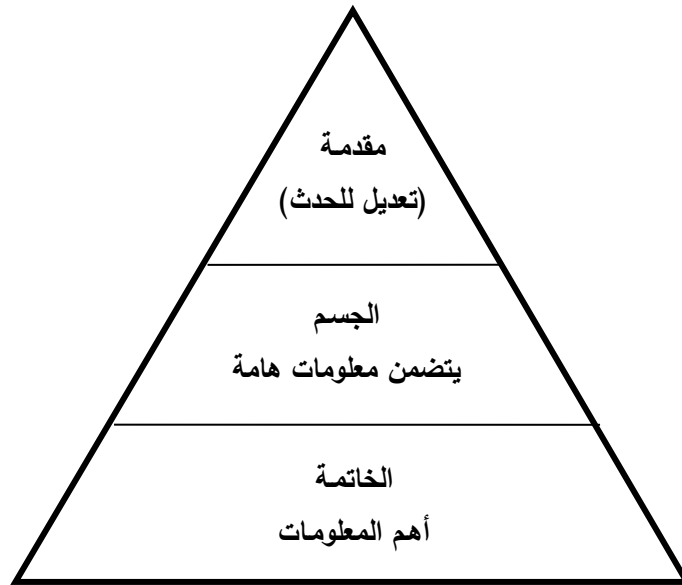 مقدمة
(تعديل للحدث)
الجسم
يتضمن معلومات هامة
الخاتمة
أهم المعلومات